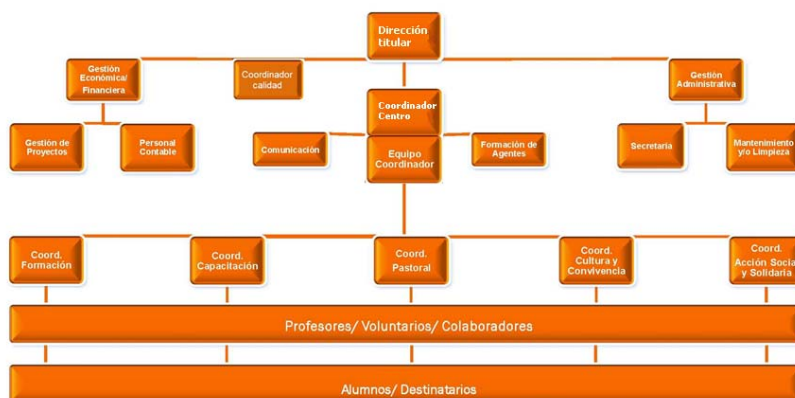 Dirección
titular
Gestión
Económica/
Financiera
Coordinador
calidad
Gestión
Administrativa
Coordinador
Centro
Gestión de
Proyectos
Personal
Contable
Comunicación
Equipo
Coordinador
Formación de
Agentes
Secretaria
Mantenimiento
y/o Limpieza
Coord.
Formación
Coord.
Capacitación
Coord.
Pastoral
Coord.
Cultura y
Convivencia
Coord.
Acción Social
y Solidaria
Profesores/ Voluntarios/ Colaboradores
Alumnos/ Destinatarios